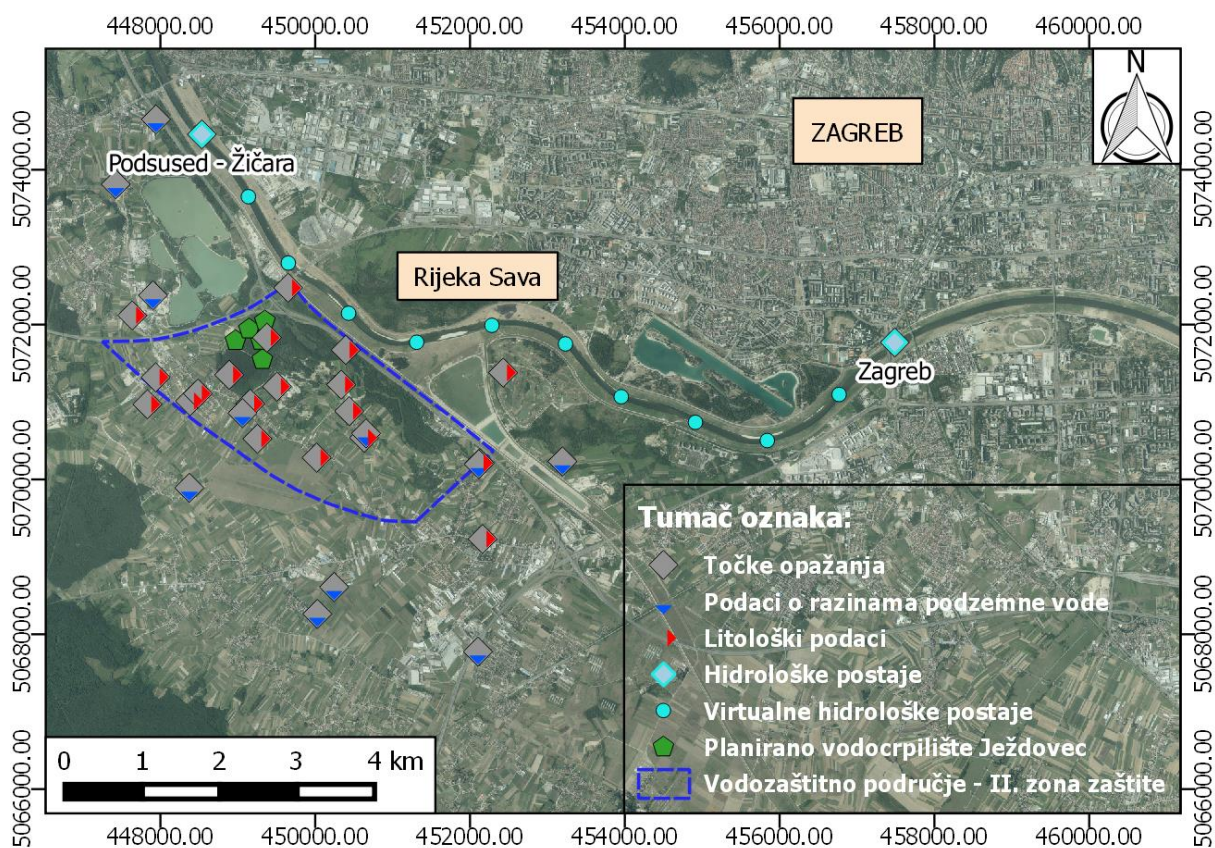 448000.00 450000.00 452000.00 454000.00 456000.00 458000.00 460000.00
N
ZAGREB
5074000.00 5074000.00
Podsused - Žičara
Rijeka Sava
5072000.00 5072000.00
Zagreb
5070000.00 5070000.00
Tumač oznaka:
Točke opažanja
Podaci o razinama podzemne vode
Litološki podaci
Hidrološke postaje
Virtualne hidrološke postaje
Planirano vodocrpilište Ježdovec
Vodozaštitno područje - II. zona zaštite
5068000.00 5068000.00
0 1 2 3 4 km
5066000.00 5066000.00
448000.00 450000.00 452000.00 454000.00 456000.00 458000.00 460000.00